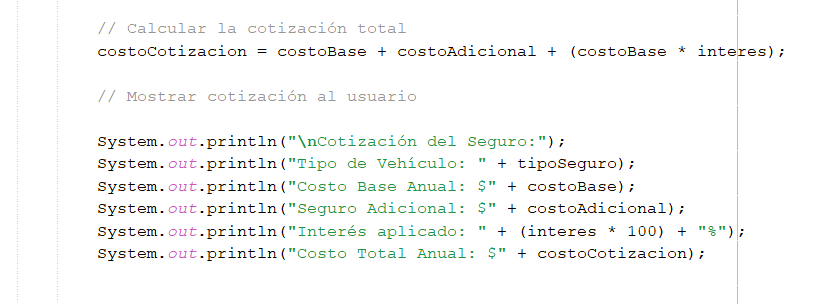 // Calcular la cotización total
costoCotizacion = costoBase + costoAdicional + (costoBase * interes);
// Mostrar cotización al usuario
System.out.println("\nCotización del Seguro:");
System.out.println("Tipo de Vehículo: " + tipoSeguro);
System.out.println("Costo Base Anual: $" + costoBase);
System.out.println("Seguro Adicional: $" + costoAdicional);
System.out.println("Interés aplicado: " + (interes * 100) + "%");
System.out.println("Costo Total Anual: $" + costoCotizacion);